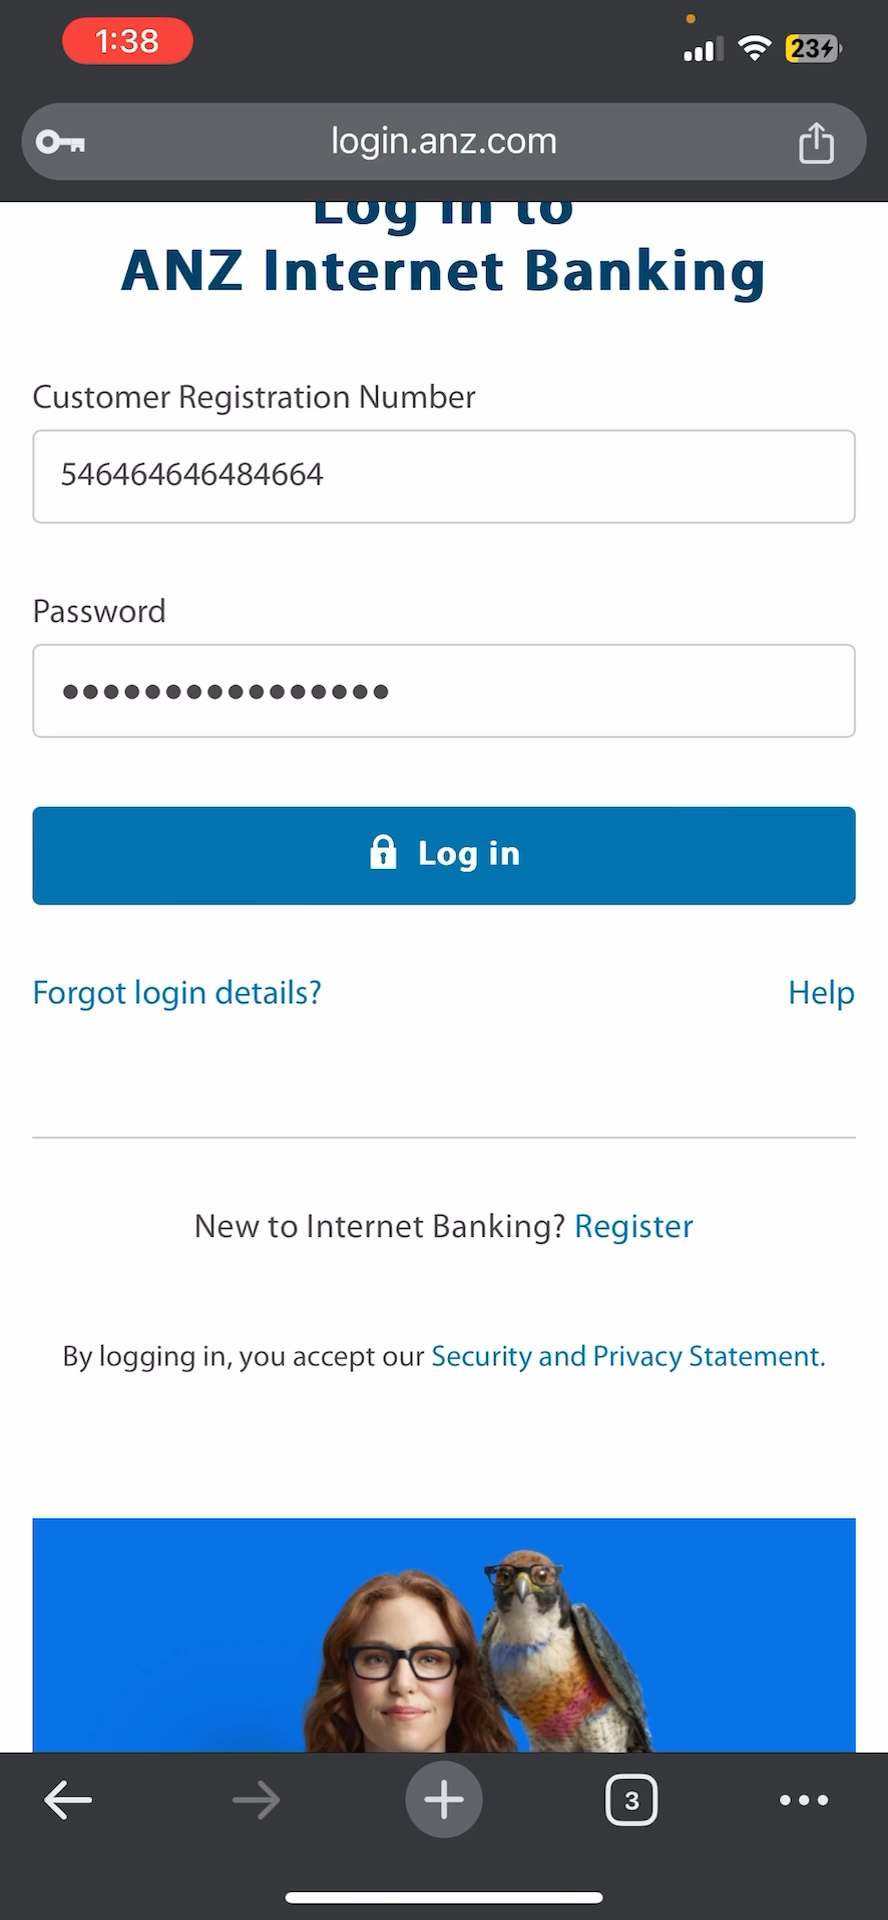 1:38
23
login.anz.com
Log in to
ANZ Internet Banking
Customer Registration Number
546464646484664
Password
Log in
Forgot login details?
Help
New to Internet Banking? Register
By logging in, you accept our Security and Privacy Statement.
3